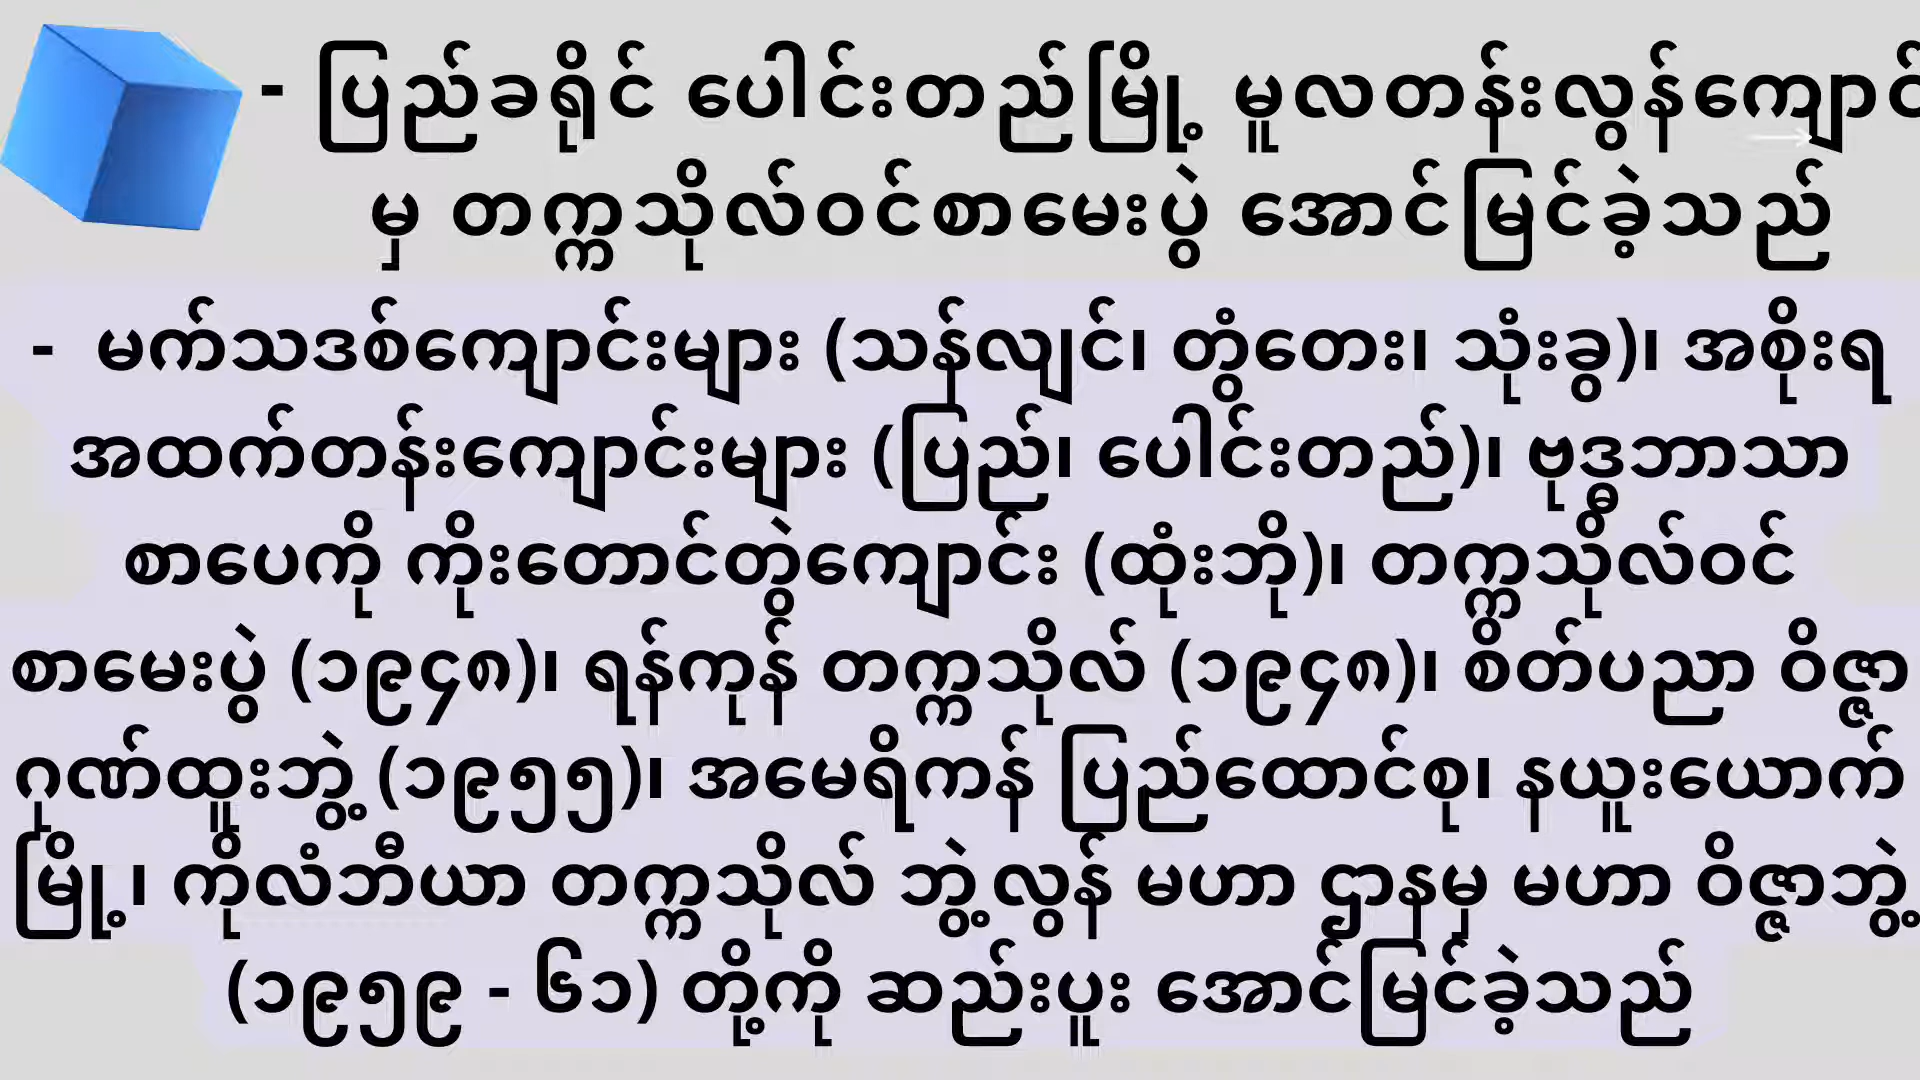 - ပြည်ခရိုင် ပေါင်းတည်မြို့ မူလတန်းလွန်ကျောင်
မှ တက္ကသိုလ်ဝင်စာမေးပွဲ အောင်မြင်ခဲ့သည်
- မက်သဒစ်ကျောင်းများ (သန်လျင်၊ တွံတေး၊ သုံးခွ)၊ အစိုးရ
အထက်တန်းကျောင်းများ (ပြည်၊ ပေါင်းတည်)၊ ဗုဒ္ဓဘာသာ
စာပေကို ကိုးတောင်တွဲကျောင်း (ထုံးဘို)၊ တက္ကသိုလ်ဝင်
စာမေးပွဲ (၁၉၄၈)၊ ရန်ကုန် တက္ကသိုလ် (၁၉၄၈)၊ စိတ်ပညာ ဝိဇ္ဇာ
ဂုဏ်ထူးဘွဲ့ (၁၉၅၅)၊ အမေရိကန် ပြည်ထောင်စု၊ နယူးယောက်
မြို့၊ ကိုလံဘီယာ တက္ကသိုလ် ဘွဲ့လွန် မဟာ ဌာနမှ မဟာ ဝိဇ္ဇာဘွဲ့
(၁၉၅၉ - ၆၁) တို့ကို ဆည်းပူး အောင်မြင်ခဲ့သည်